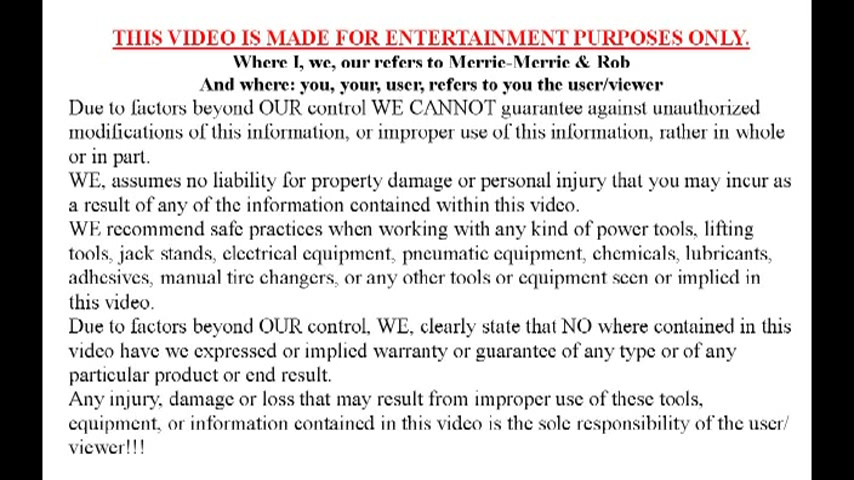 THIS VIDEO IS MADE FOR ENTERTAINMENT PURPOSES ONLY.
Where I, we, our refers to Merrie-Merrie & Rob
And where: you, your, user, refers to you the user/viewer
Due to factors beyond OUR control WE CANNOT guarantee against unauthorized
modifications of this information, or improper use of this information, rather in whole
or in part.
WE, assumes no liability for property damage or personal injury that you may incur as
a result of any of the information contained within this video.
WE recommend safe practices when working with any kind of power tools, lifting
tools, jack stands, electrical equipment, pneumatic equipment, chemicals, lubricants,
adhesives, manual tire changers, or any other tools or equipment seen or implied in
this video.
Due to factors beyond OUR control, WE, clearly state that NO where contained in this
video have we expressed or implied warranty or guarantee of any type or of any
particular product or end result.
Any injury, damage or loss that may result from improper use of these tools,
equipment, or information contained in this video is the sole responsibility of the user/
viewer!!!